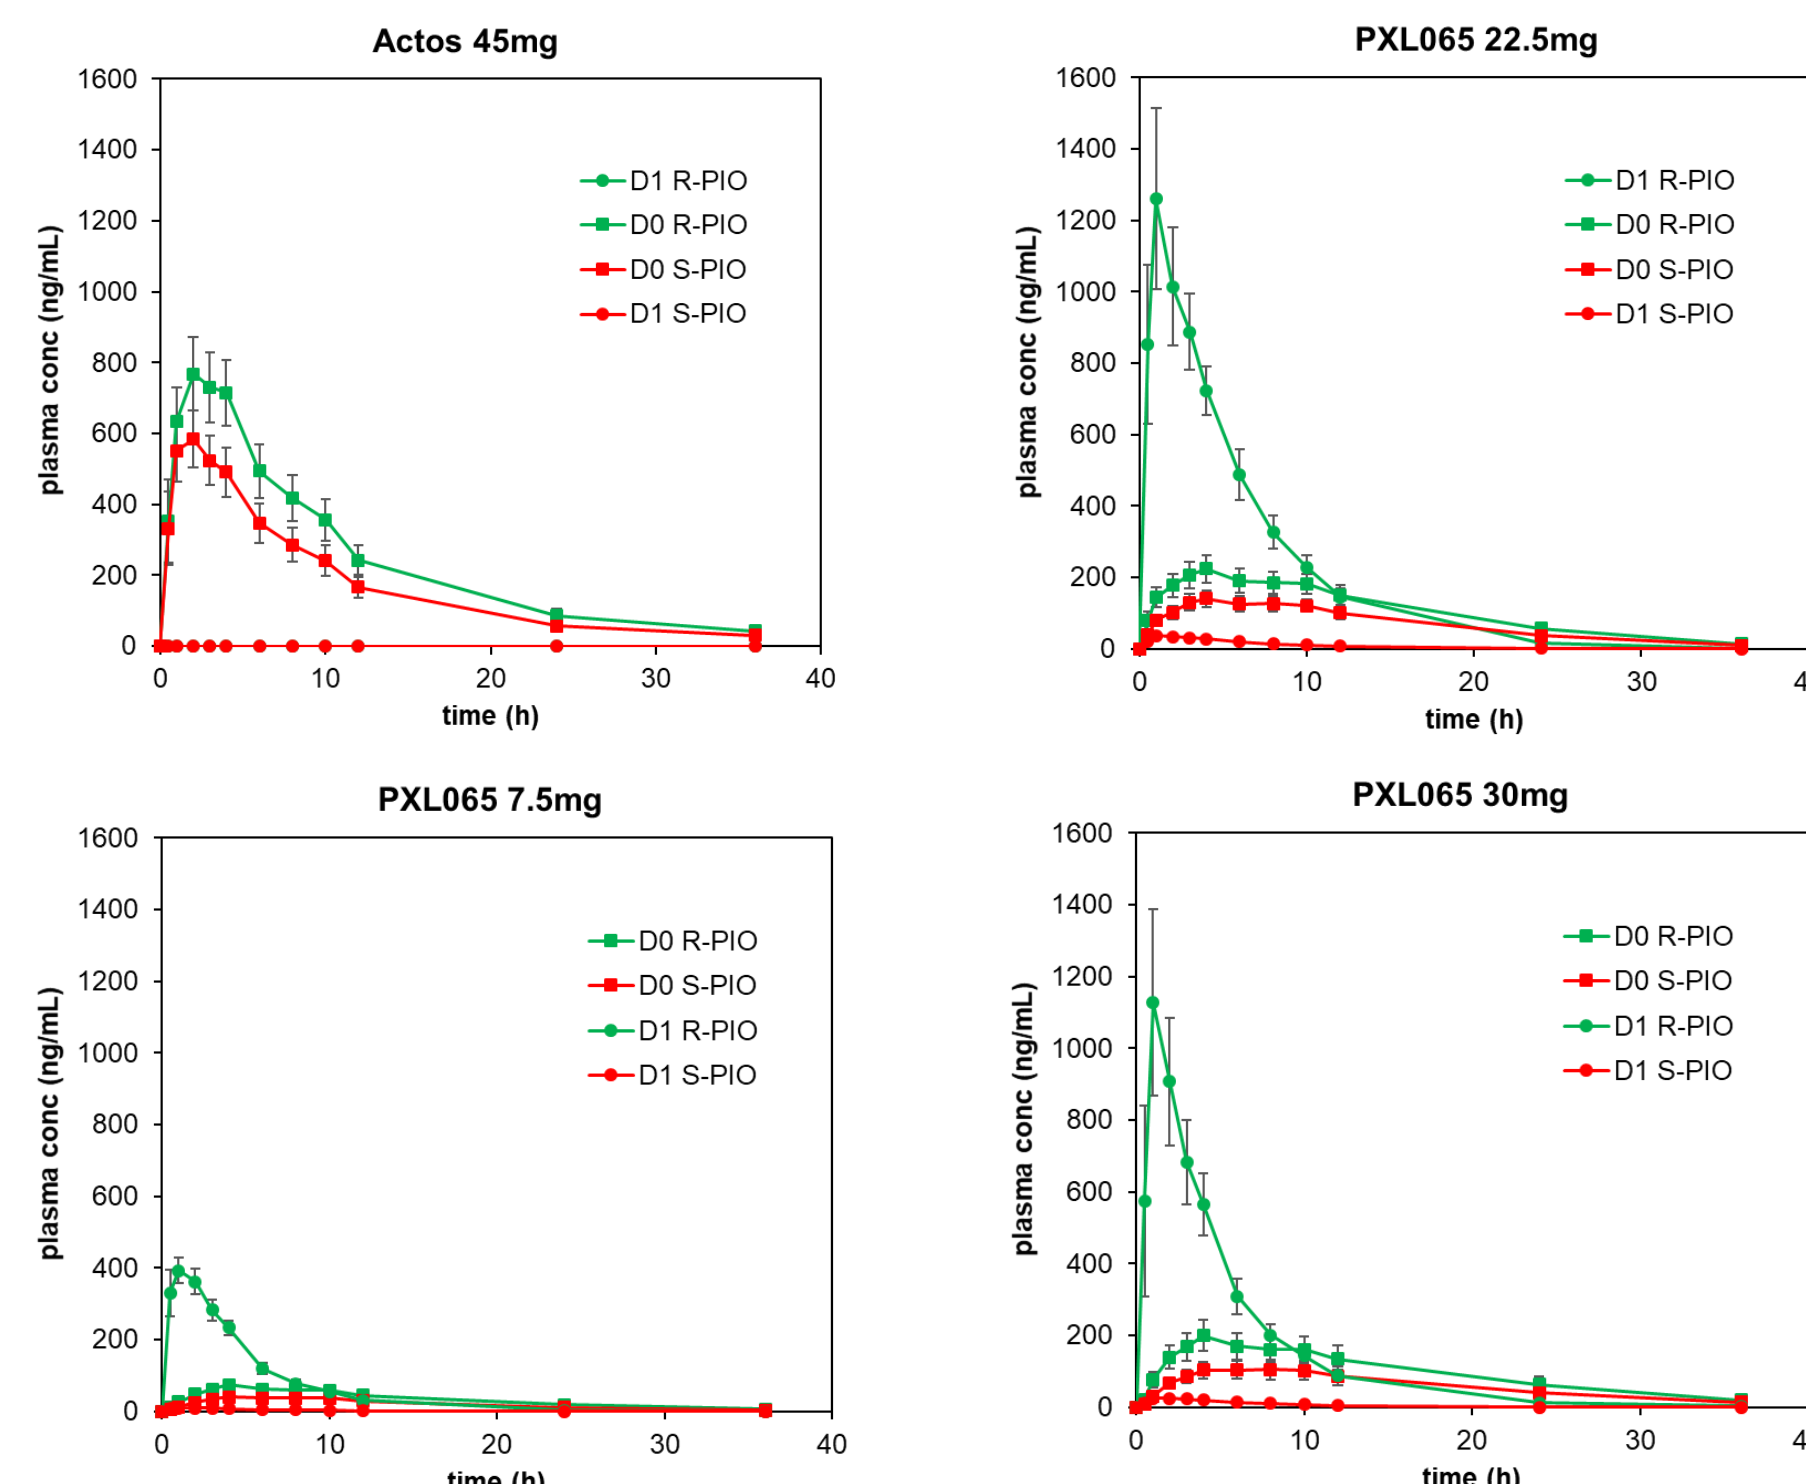 Actos 45mg
1600
1400
1200
1000
800
600
400
200
0
plasma conc (ng/mL)
D1 R-PIO
D0 R-PIO
D0 S-PIO
D1 S-PIO
0 10 20 30 40
time (h)
PXL065 22.5mg
1600
1400
1200
1000
800
600
400
200
0
plasma conc (ng/mL)
D1 R-PIO
D0 R-PIO
D0 S-PIO
D1 S-PIO
0 10 20 30 4
time (h)
PXL065 7.5mg
1600
1400
1200
1000
800
600
400
200
0
plasma conc (ng/mL)
D0 R-PIO
D0 S-PIO
D1 R-PIO
D1 S-PIO
0 10 20 30 40
time (h)
PXL065 30mg
1600
1400
1200
1000
800
600
400
200
0
plasma conc (ng/mL)
D0 R-PIO
D0 S-PIO
D1 R-PIO
D1 S-PIO
0 10 20 30 4
time (h)